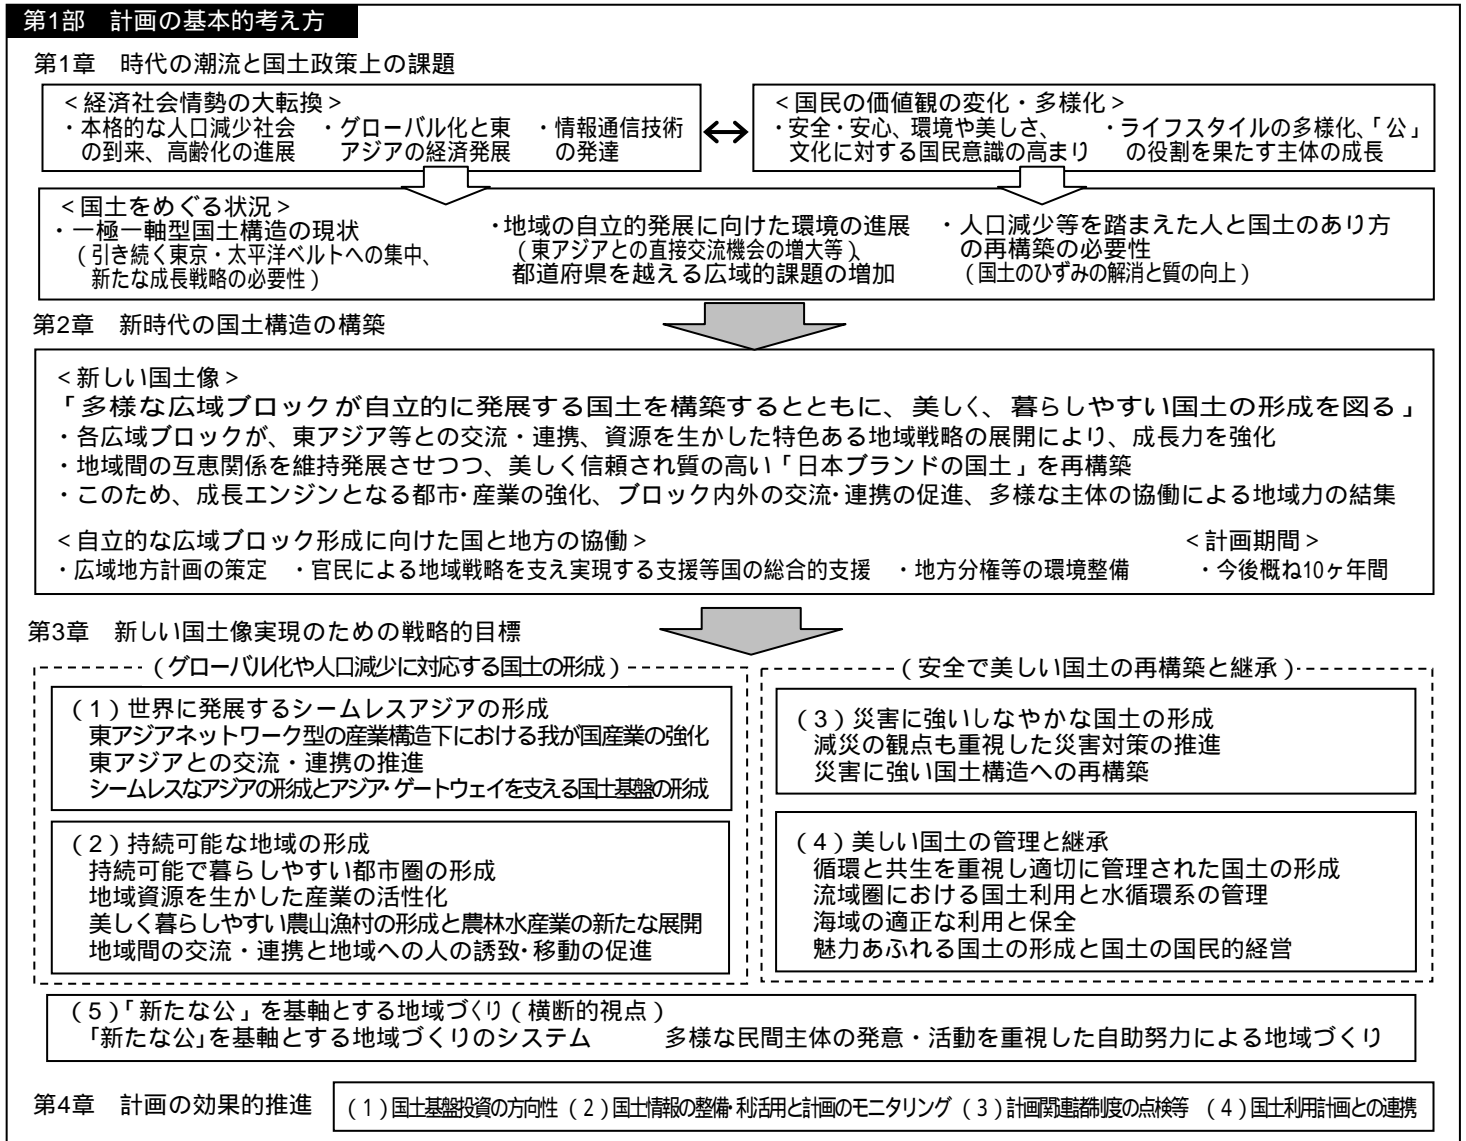 第1部　計画の基本的考え方
第1章　時代の潮流と国土政策上の課題
＜経済社会情勢の大転換＞
・本格的な人口減少社会の到来、高齢化の進展
・グローバル化と東アジアの経済発展
・情報通信技術の発達
＜国民の価値観の変化・多様化＞
・安全・安心、環境や美しさ、文化に対する国民意識の高まり
・ライフスタイルの多様化、「公」の役割を果たす主体の成長
＜国土をめぐる状況＞
・一極一軸型国土構造の現状
（引き続く東京・太平洋ベルトへの集中、
新たな成長戦略の必要性）
・地域の自立的発展に向けた環境の進展
（東アジアとの直接交流機会の増大等）、
都道府県を越える広域的課題の増加
・人口減少等を踏まえた人と国土のあり方
の再構築の必要性
（国土のひずみの解消と質の向上）
第2章　新時代の国土構造の構築
＜新しい国土像＞
「多様な広域ブロックが自立的に発展する国土を構築するとともに、美しく、暮らしやすい国土の形成を図る」
・各広域ブロックが、東アジア等との交流・連携、資源を生かした特色ある地域戦略の展開により、成長力を強化
・地域間の互恵関係を維持発展させつつ、美しく信頼され質の高い「日本ブランドの国土」を再構築
・このため、成長エンジンとなる都市・産業の強化、ブロック内外の交流・連携の促進、多様な主体の協働による地域力の結集
＜自立的な広域ブロック形成に向けた国と地方の協働＞　＜計画期間＞
・広域地方計画の策定　・官民による地域戦略を支え実現する支援等国の総合的支援　・地方分権等の環境整備　・今後概ね10ヶ年間
第3章　新しい国土像実現のための戦略的目標
（グローバル化や人口減少に対応する国土の形成）
（1）世界に発展するシームレスアジアの形成
東アジアネットワーク型の産業構造下における我が国産業の強化
東アジアとの交流・連携の推進
シームレスなアジアの形成とアジア・ゲートウェイを支える国土基盤の形成
（2）持続可能な地域の形成
持続可能で暮らしやすい都市圏の形成
地域資源を生かした産業の活性化
美しく暮らしやすい農山漁村の形成と農林水産業の新たな展開
地域間の交流・連携と地域への人の誘致・移動の促進
（安全で美しい国土の再構築と継承）
（3）災害に強いしなやかな国土の形成
減災の観点も重視した災害対策の推進
災害に強い国土構造への再構築
（4）美しい国土の管理と継承
循環と共生を重視し適切に管理された国土の形成
流域圏における国土利用と水循環系の管理
海域の適正な利用と保全
魅力あふれる国土の形成と国土の国民的経営
（5）「新たな公」を基軸とする地域づくり（横断的視点）
「新たな公」を基軸とする地域づくりのシステム　多様な民間主体の発意・活動を重視した自助努力による地域づくり
第4章　計画の効果的推進
（1）国土基盤投資の方向性（2）国土情報の整備・利活用と計画のモニタリング（3）計画関連諸制度の点検等　（4）国土利用計画との連携